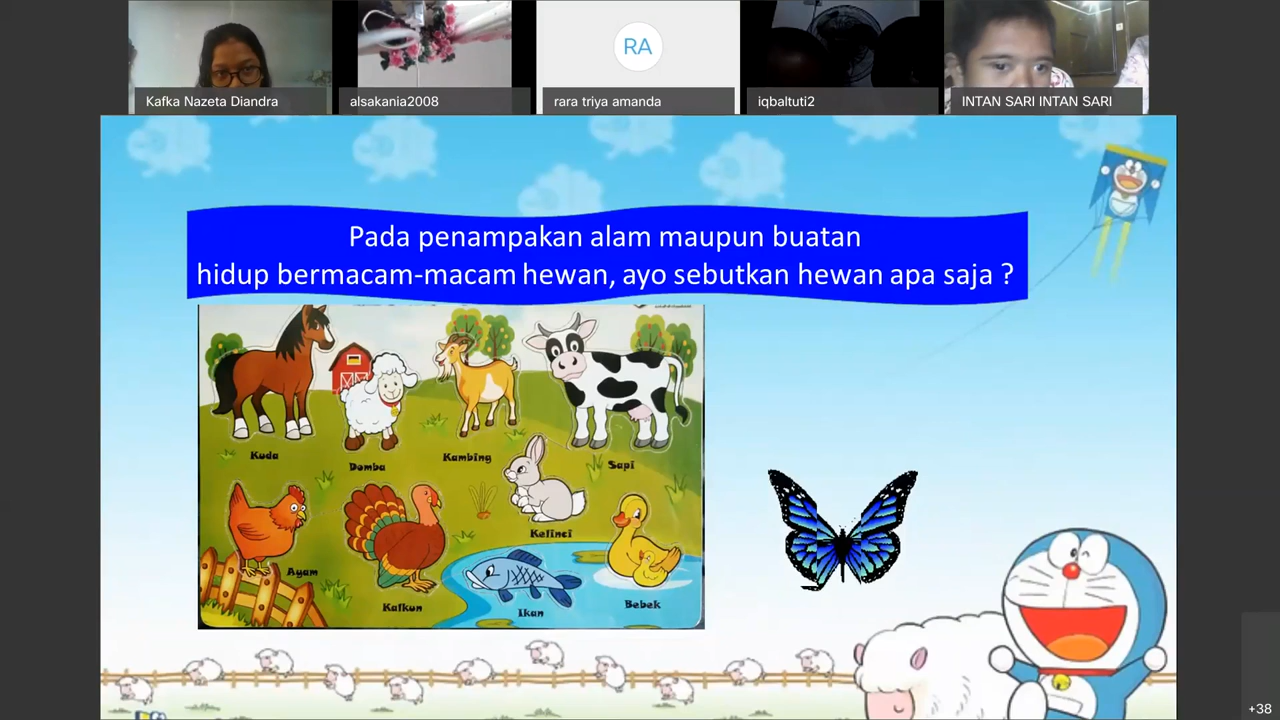 Kafka Nazeta Diandra
alsakania2008
RA
rara triya amanda
iqbaltuti2
INTAN SARI INTAN SARI
Pada penampakan alam maupun buatan
hidup bermacam-macam hewan, ayo sebutkan hewan apa saja ?
Kuda
Domba
Kambing
Sapi
Kelinci
Ayam
Kalkun
Ikan
Bebek
+38